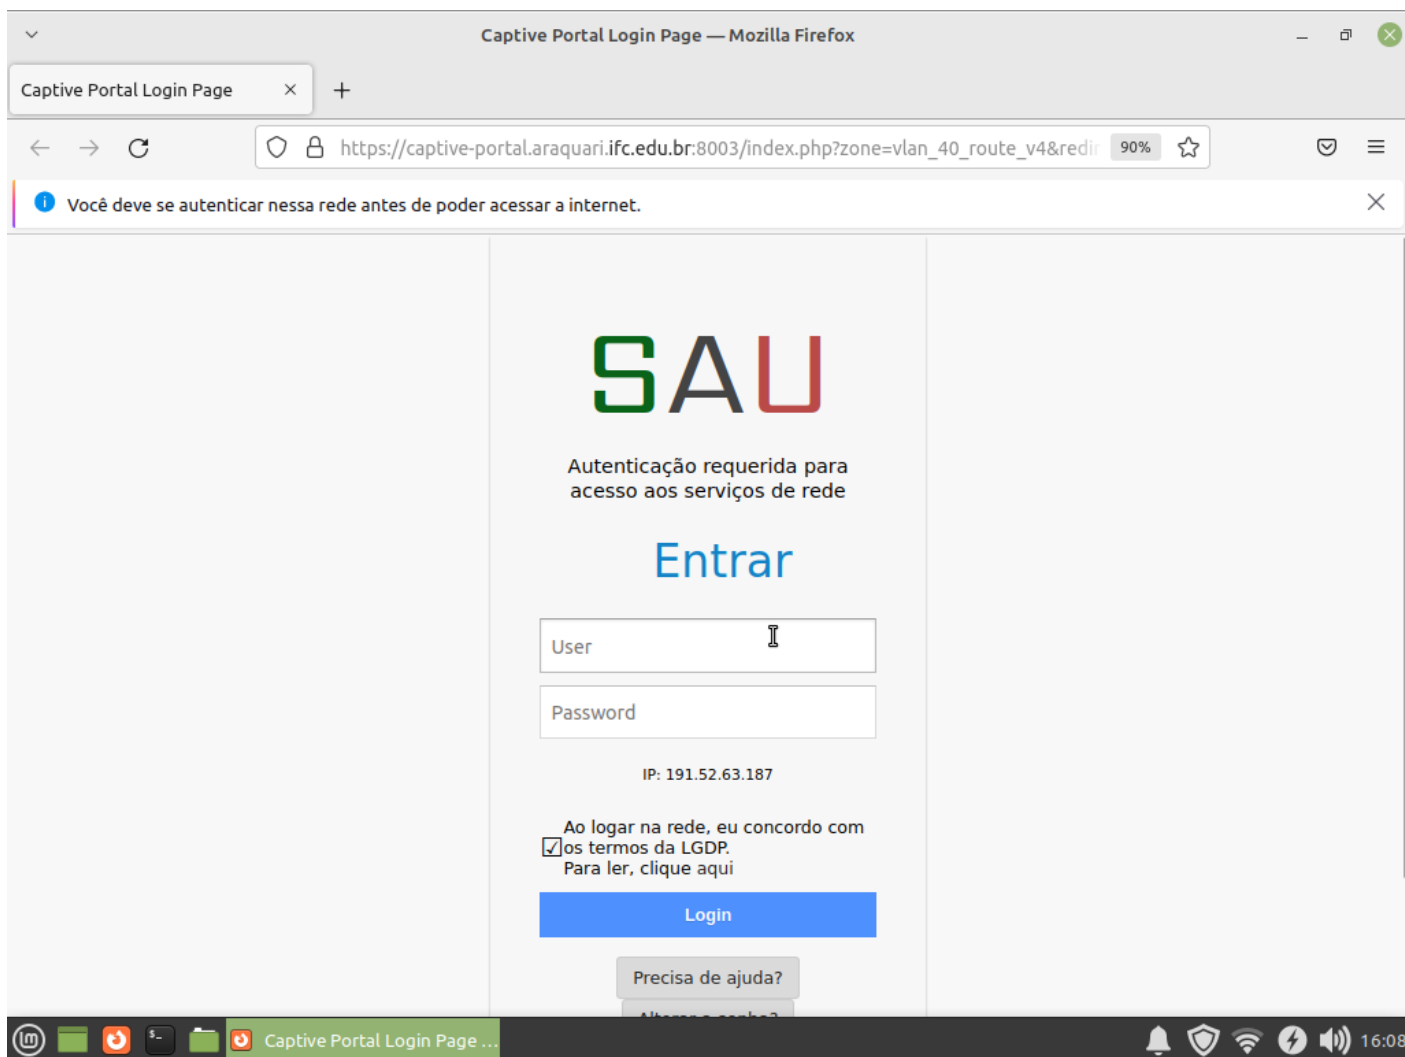 Captive Portal Login Page — Mozilla Firefox
Captive Portal Login Page
https://captive-portal.araquari.ifc.edu.br:8003/index.php?zone=vlan_40_route_v4&redir
90%
Você deve se autenticar nessa rede antes de poder acessar a internet.
SAU
Autenticação requerida para
acesso aos serviços de rede
Entrar
User
Password
IP: 191.52.63.187
Ao logar na rede, eu concordo com
os termos da LGDP.
Para ler, clique aqui
Login
Precisa de ajuda?
Alterar a senha?
Captive Portal Login Page ...
16:08